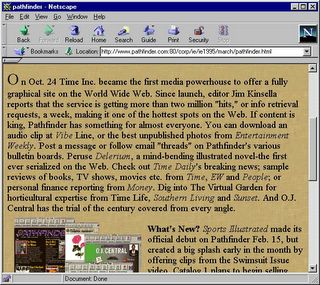 pathfinder - Netscape
File Edit View Go Window Help
Back Forward Reload Home Search Guide Print Security Stop
N
Bookmarks Location: http://www.pathfinder.com:80/corp/ie/ie1995/march/pathfinder.html
On Oct. 24 Time Inc. became the first media powerhouse to offer a fully
graphical site on the World Wide Web. Since launch, editor Jim Kinsella
reports that the service is getting more than two million "hits," or info retrieval
requests, a week, making it one of the hottest spots on the Web. If content is
king, Pathfinder has something for almost everyone. You can download an
audio clip at Vibe Line, or the best unpublished photos from Entertainment
Weekly. Post a message or follow email "threads" on Pathfinder's various
bulletin boards. Peruse Delerium, a mind-bending illustrated novel-the first
ever serialized on the Web. Check out Time Daily's breaking news; sample
reviews of books, TV shows, movies etc. from Time, EW and People; or
personal finance reporting from Money. Dig into The Virtual Garden for
horticultural expertise from Time Life, Southern Living and Sunset. And O.J.
Central has the trial of the century covered from every angle.
PATHFINDER
O.J. CENTRAL
What's New? Sports Illustrated made its
official debut on Pathfinder Feb. 15, but
created a big splash early in the month by
offering clips from the Swimsuit Issue
video. Catalog 1 plans to begin selling
Document: Done